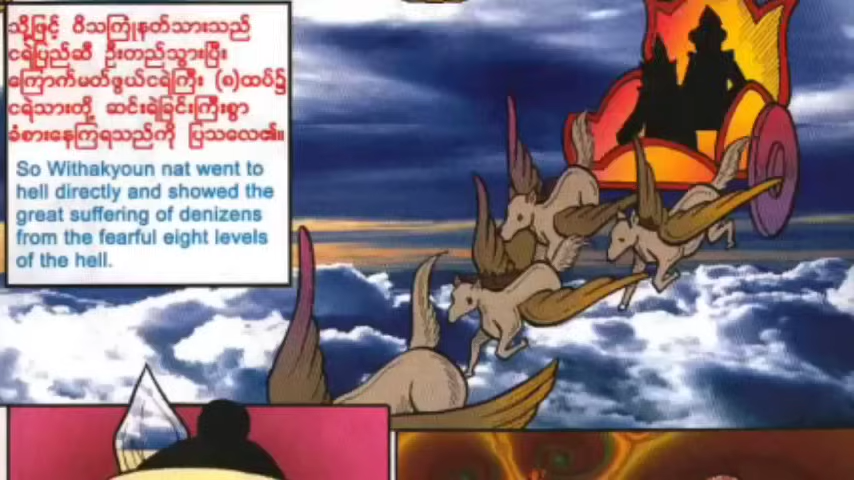 သို့ဖြင့် ဝိသကြုံနတ်သားသည်
ငရဲပြည်ဆီ ဦးတည်သွားပြီး
ကြောက်မတ်ဖွယ်ငရဲကြီး (၈)ထပ်၌
ငရဲသားတို့ ဆင်းရဲခြင်းကြီးစွာ
ခံစားနေကြရသည်ကို ပြသလေ၏။
So Withakyoun nat went to
hell directly and showed the
great suffering of denizens
from the fearful eight levels
of the hell.